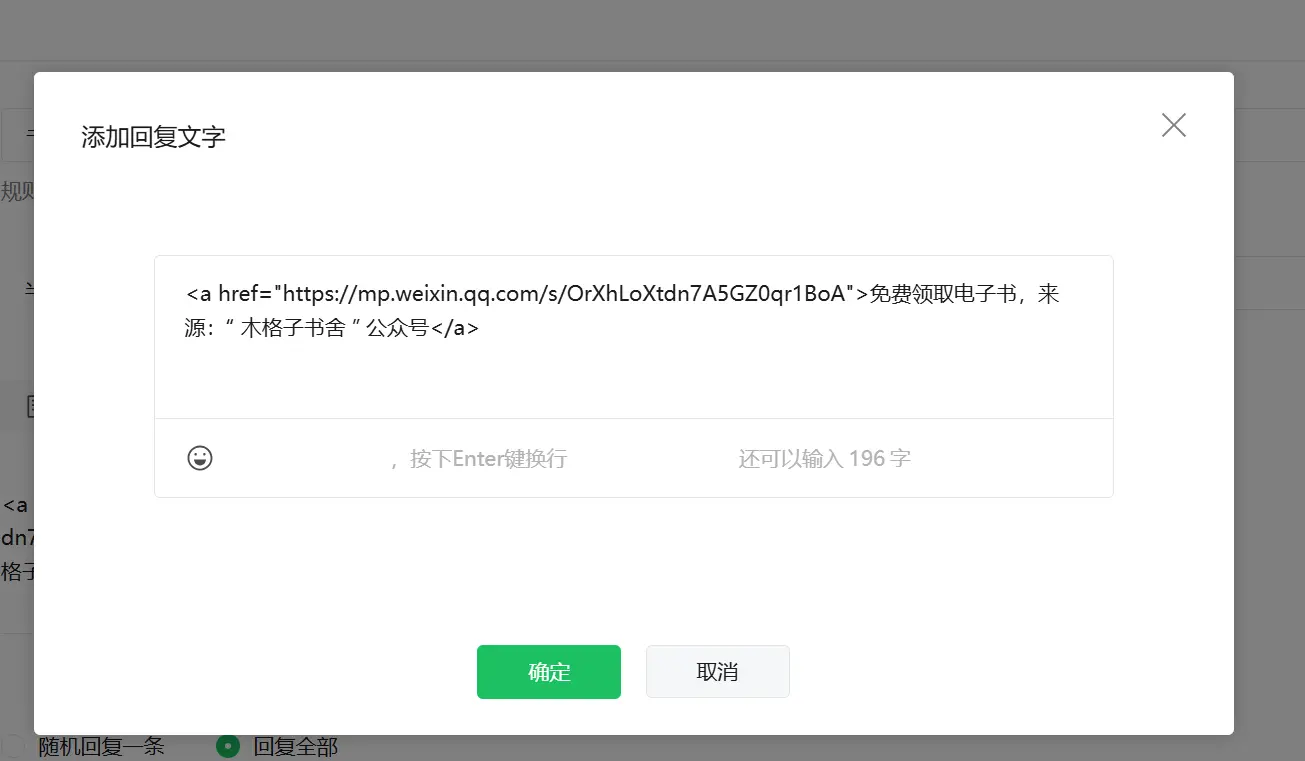 添加回复文字
规则
<a href="https://mp.weixin.qq.com/s/OrXhLoXtdn7A5GZ0qr1BoA">免费领取电子书，来
源：“ 木格子书舍 ” 公众号</a>
，按下Enter键换行
还可以输入 196 字
<a
dn7
格子
确定
取消
随机回复一条
回复全部